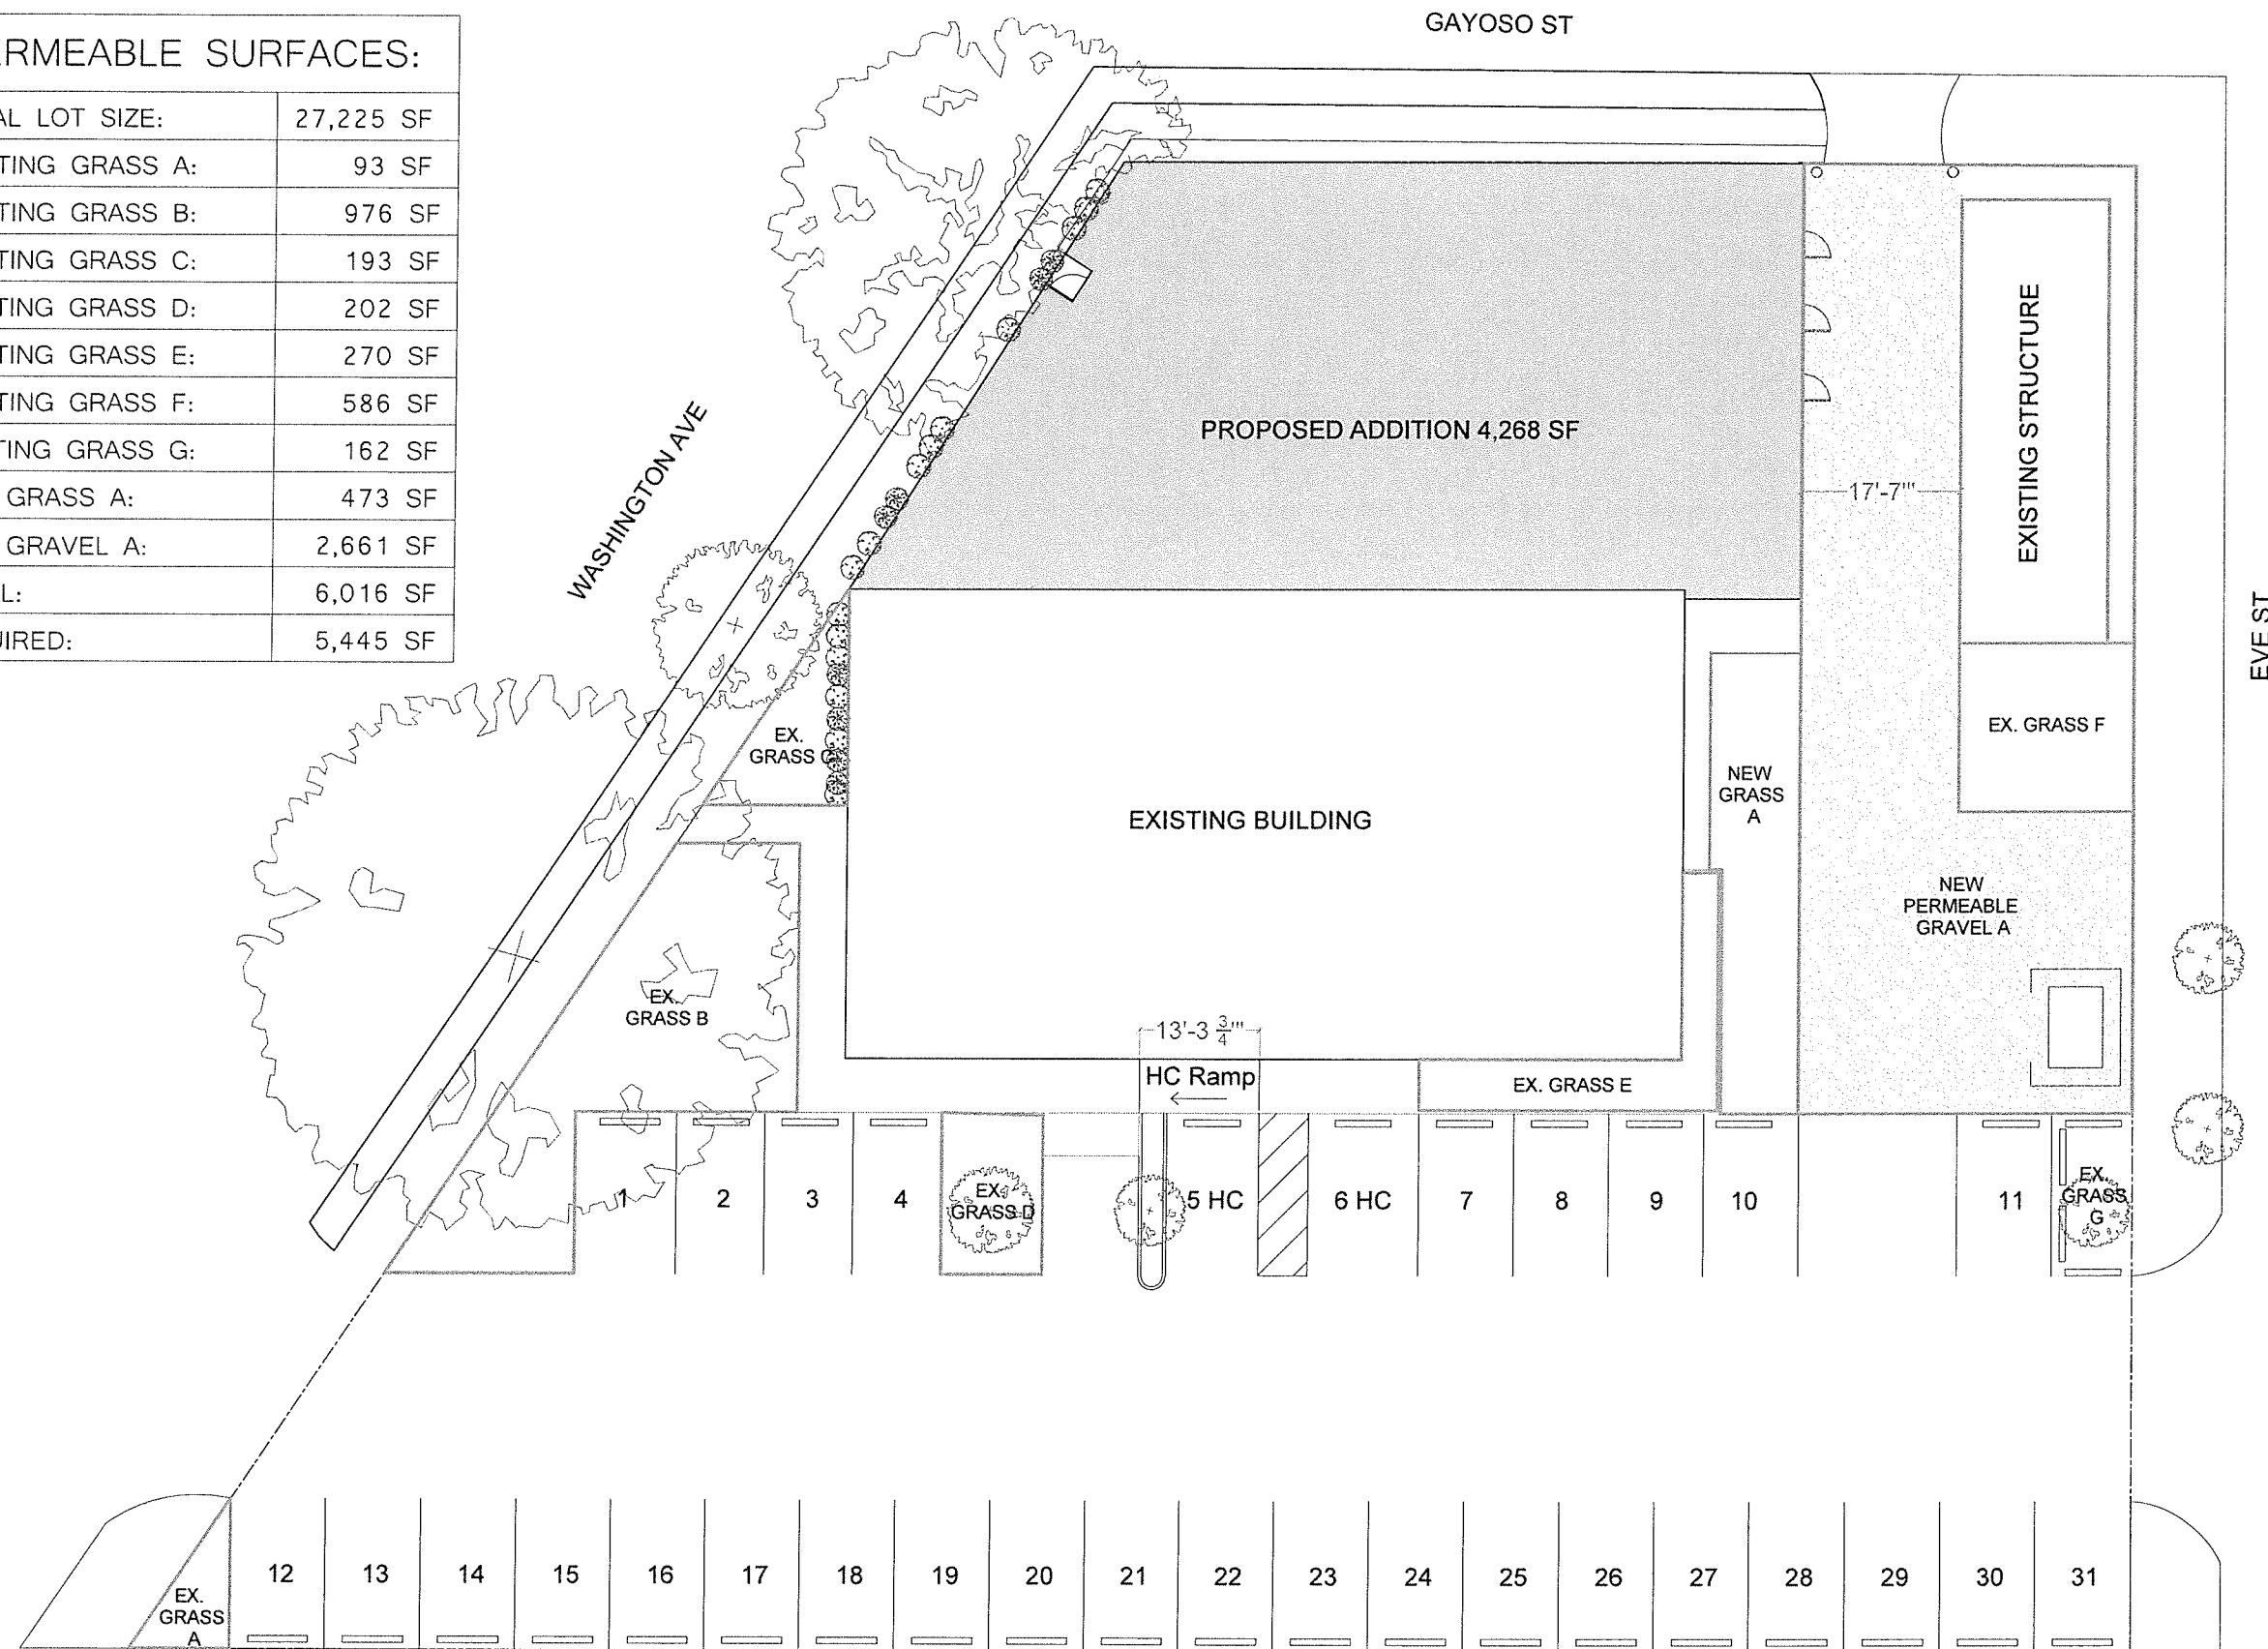 GAYOSO ST
ERMEABLE SURFACES:
AL LOT SIZE: 27,225 SF
TING GRASS A: 93 SF
TING GRASS B: 976 SF
TING GRASS C: 193 SF
TING GRASS D: 202 SF
TING GRASS E: 270 SF
TING GRASS F: 586 SF
TING GRASS G: 162 SF
GRASS A: 473 SF
GRAVEL A: 2,661 SF
L: 6,016 SF
UIRED: 5,445 SF
WASHINGTON AVE
PROPOSED ADDITION 4,268 SF
17'-7"'
EXISTING STRUCTURE
EVE ST
EX. GRASS F
EX.
GRASS C
NEW
GRASS
A
EXISTING BUILDING
NEW
PERMEABLE
GRAVEL A
EX.
GRASS B
13'-3 3/4"'
HC Ramp
EX. GRASS E
1 2 3 4
EX.
GRASS D
5 HC 6 HC 7 8 9 10 11
EX.
GRASS
G
EX.
GRASS
A
12 13 14 15 16 17 18 19 20 21 22 23 24 25 26 27 28 29 30 31